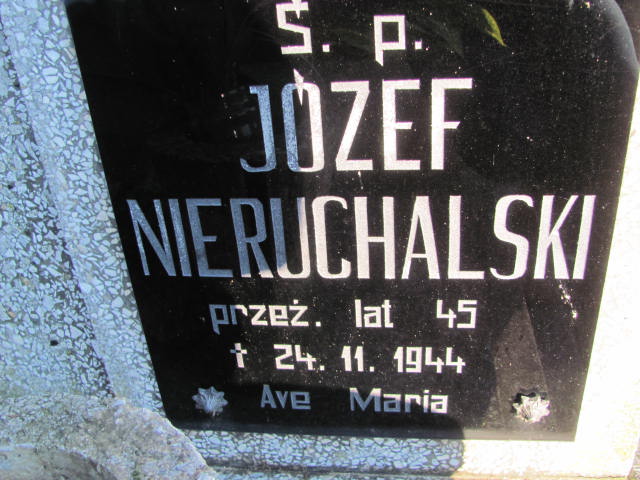 Ś. p.
JÓZEF
NIERUCHALSKI
przeż. lat 45
† 24. 11. 1944
Ave Maria